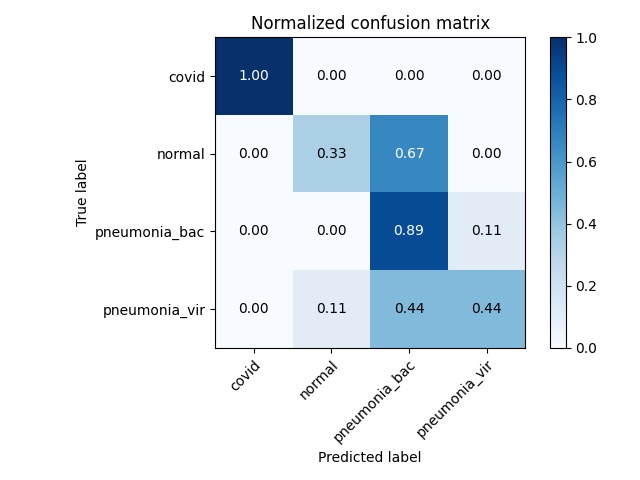 Normalized confusion matrix
True label
covid 1.00 0.00 0.00 0.00
normal 0.00 0.33 0.67 0.00
pneumonia_bac 0.00 0.00 0.89 0.11
pneumonia_vir 0.00 0.11 0.44 0.44
covid normal pneumonia_bac pneumonia_vir
Predicted label
1.0
0.8
0.6
0.4
0.2
0.0